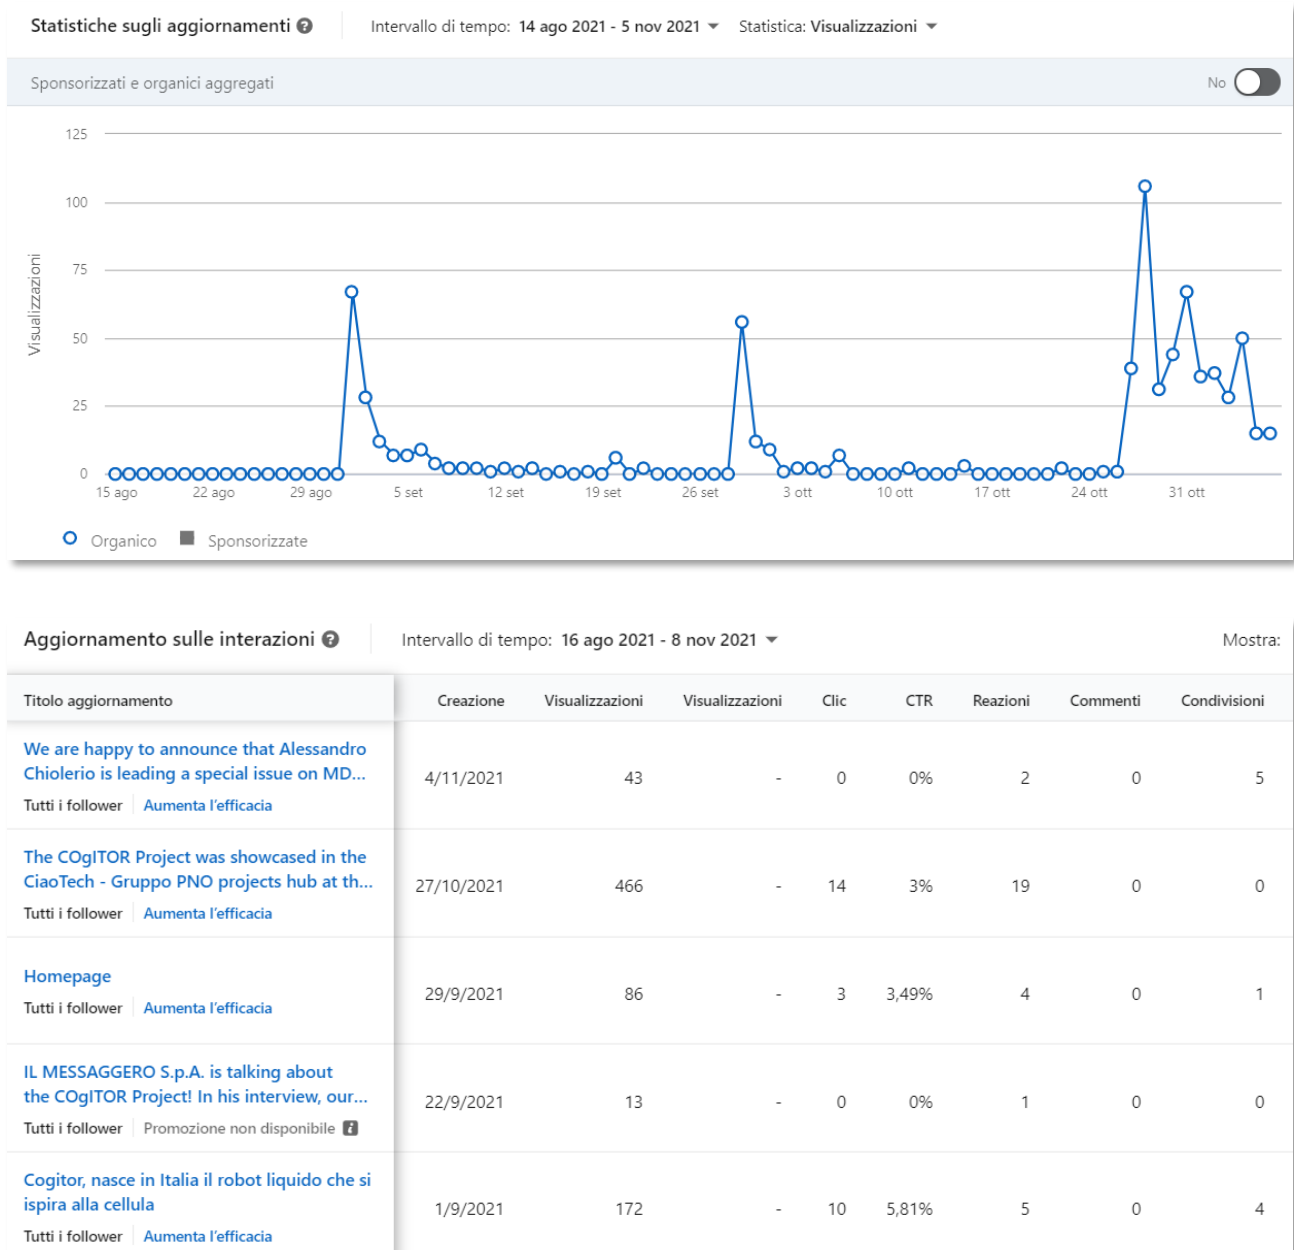 Statistiche sugli aggiornamenti ? Intervallo di tempo: 14 ago 2021 - 5 nov 2021 Statistica: Visualizzazioni
Sponsorizzati e organici aggregati No
125
100
75
50
25
0
Visualizzazioni
15 ago 22 ago 29 ago 5 set 12 set 19 set 26 set 3 ott 10 ott 17 ott 24 ott 31 ott
Organico Sponsorizzate
Aggiornamento sulle interazioni ? Intervallo di tempo: 16 ago 2021 - 8 nov 2021 Mostra:
Titolo aggiornamento Creazione Visualizzazioni Visualizzazioni Clic CTR Reazioni Commenti Condivisioni
We are happy to announce that Alessandro
Chiolerio is leading a special issue on MD...
4/11/2021 43 - 0 0% 2 0 5
Tutti i follower Aumenta l'efficacia
The COgITOR Project was showcased in the
CiaoTech - Gruppo PNO projects hub at th...
27/10/2021 466 - 14 3% 19 0 0
Tutti i follower Aumenta l'efficacia
Homepage
29/9/2021 86 - 3 3,49% 4 0 1
Tutti i follower Aumenta l'efficacia
IL MESSAGGERO S.p.A. is talking about
the COgITOR Project! In his interview, our...
22/9/2021 13 - 0 0% 1 0 0
Tutti i follower Promozione non disponibile i
Cogitor, nasce in Italia il robot liquido che si
ispira alla cellula
1/9/2021 172 - 10 5,81% 5 0 4
Tutti i follower Aumenta l'efficacia